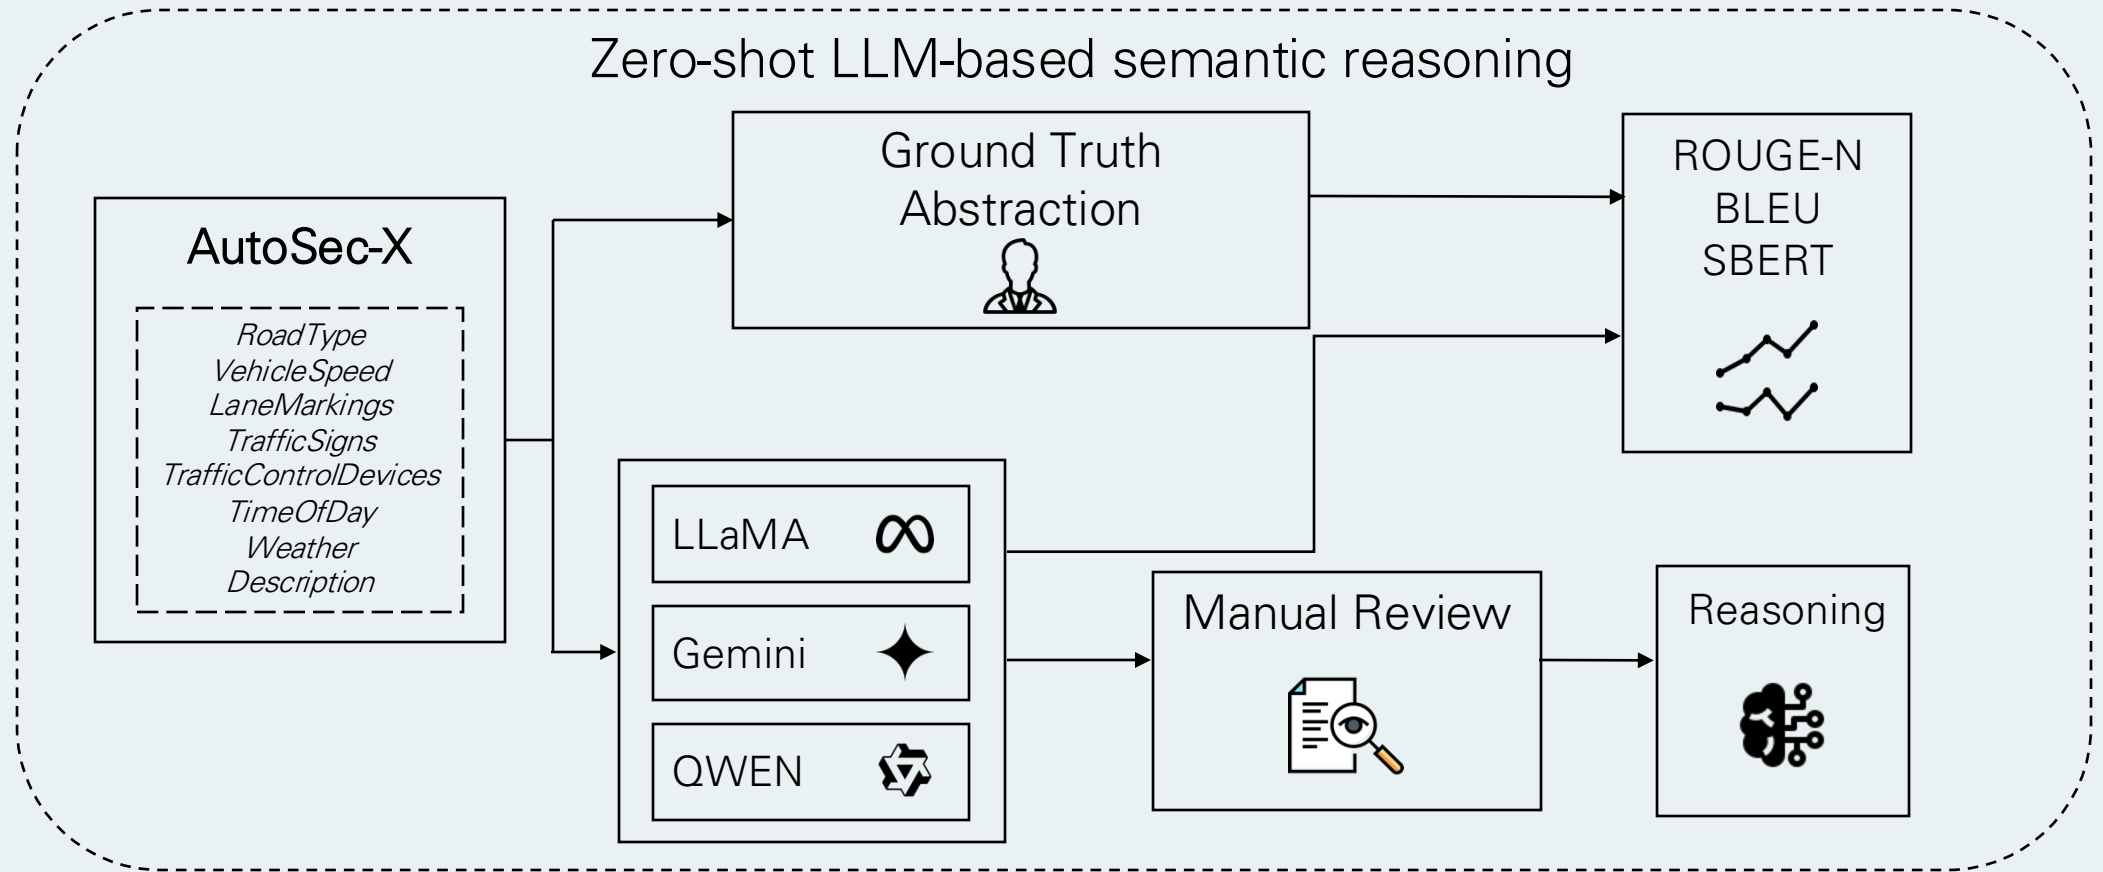 Zero-shot LLM-based semantic reasoning
AutoSec-X
RoadType
VehicleSpeed
LaneMarkings
TrafficSigns
TrafficControlDevices
TimeOfDay
Weather
Description
Ground Truth
Abstraction
LLaMA
Gemini
QWEN
ROUGE-N
BLEU
SBERT
Manual Review
Reasoning